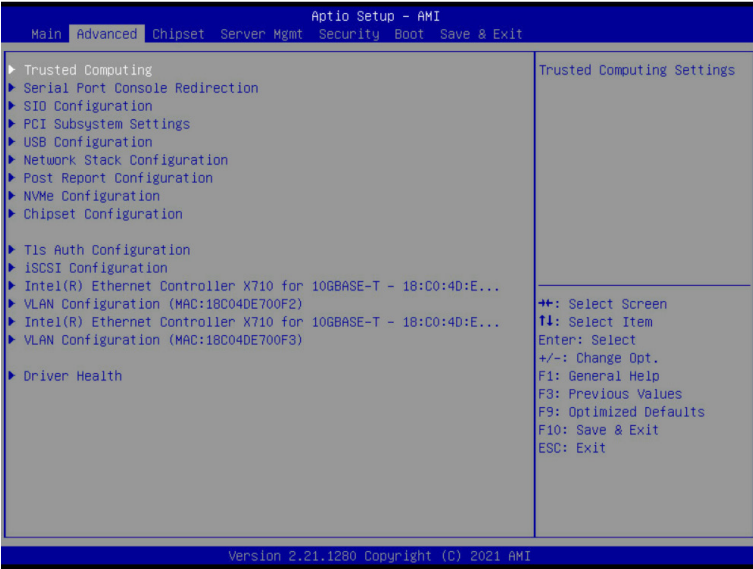 Aptio Setup - AMI
Main Advanced Chipset Server Mgmt Security Boot Save & Exit
Trusted Computing
Serial Port Console Redirection
SIO Configuration
PCI Subsystem Settings
USB Configuration
Network Stack Configuration
Post Report Configuration
NVMe Configuration
Chipset Configuration
Tls Auth Configuration
iSCSI Configuration
Intel(R) Ethernet Controller X710 for 10GBASE-T - 18:C0:4D:E...
VLAN Configuration (MAC:18C04DE700F2)
Intel(R) Ethernet Controller X710 for 10GBASE-T - 18:C0:4D:E...
VLAN Configuration (MAC:18C04DE700F3)
Driver Health
Trusted Computing Settings
→←: Select Screen
↑↓: Select Item
Enter: Select
+/-: Change Opt.
F1: General Help
F3: Previous Values
F9: Optimized Defaults
F10: Save & Exit
ESC: Exit
Version 2.21.1280 Copyright (C) 2021 AMI